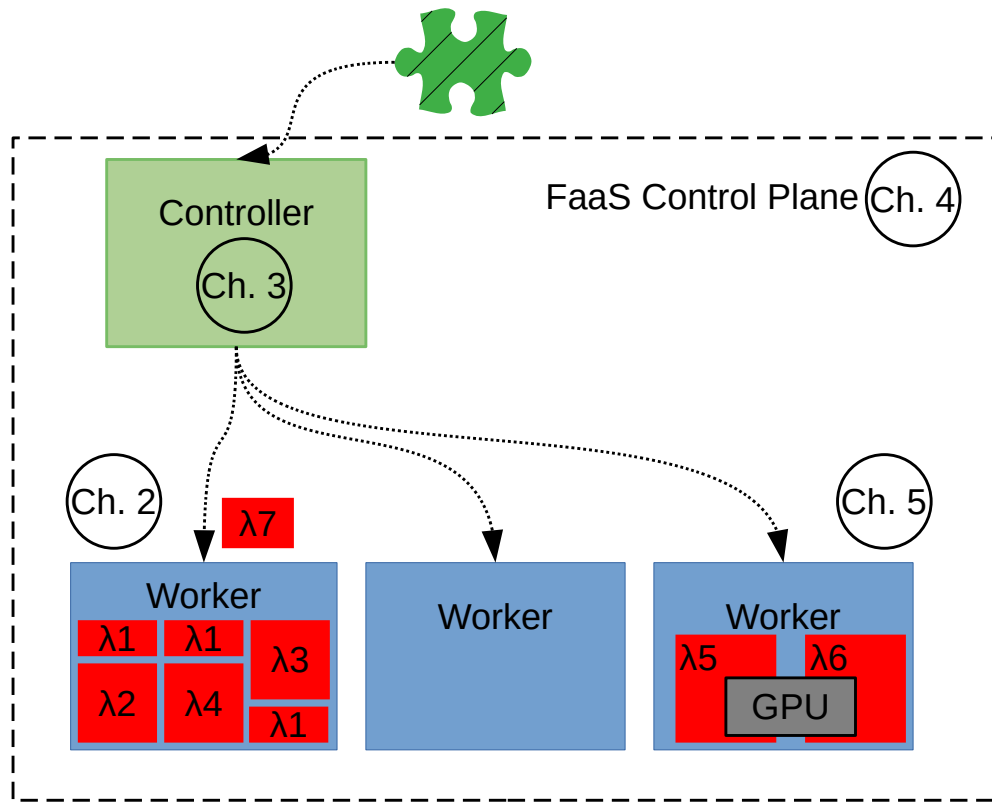 FaaS Control Plane
Ch. 4
Controller
Ch. 3
Ch. 2
λ7
Ch. 5
Worker
λ1
λ1
λ3
λ2
λ4
λ1
Worker
Worker
λ5
λ6
GPU